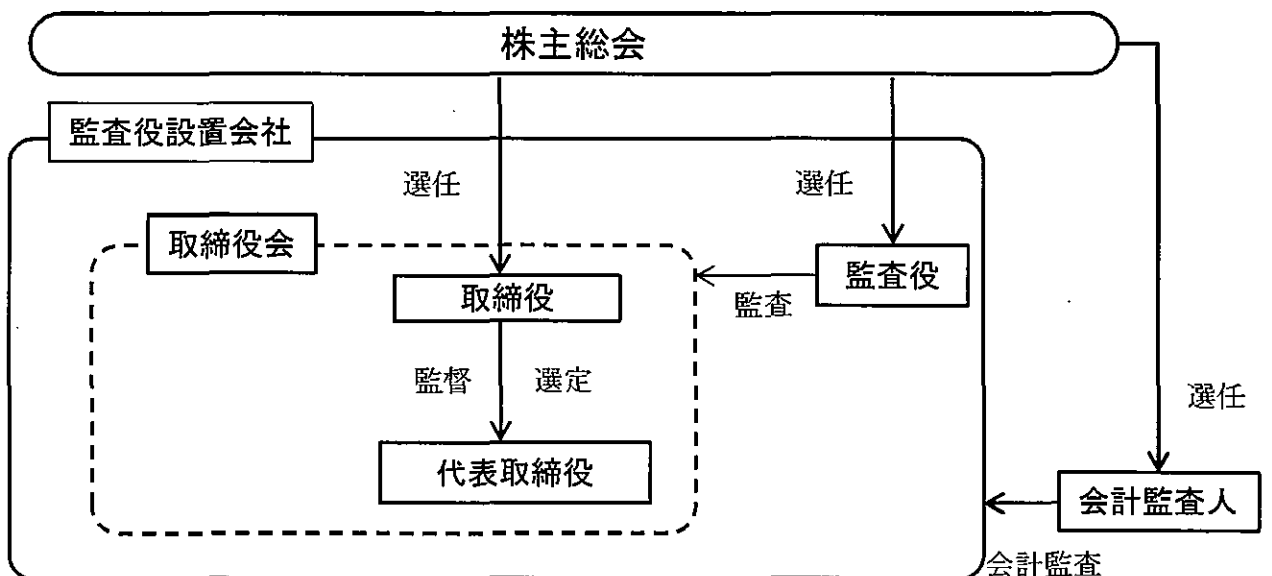 株主総会
監査役設置会社
選任
選任
取締役会
監査役
取締役
監査
監督
選定
選任
代表取締役
会計監査人
会計監査